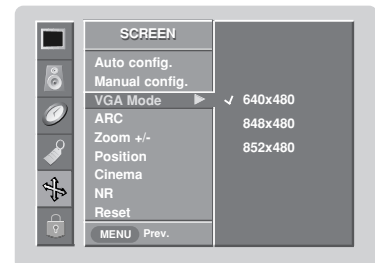 SCREEN
Auto config.
Manual config.
VGA Mode ▶ ✓ 640x480
ARC 848x480
Zoom +/-
Position 852x480
Cinema
NR
Reset
MENU Prev.